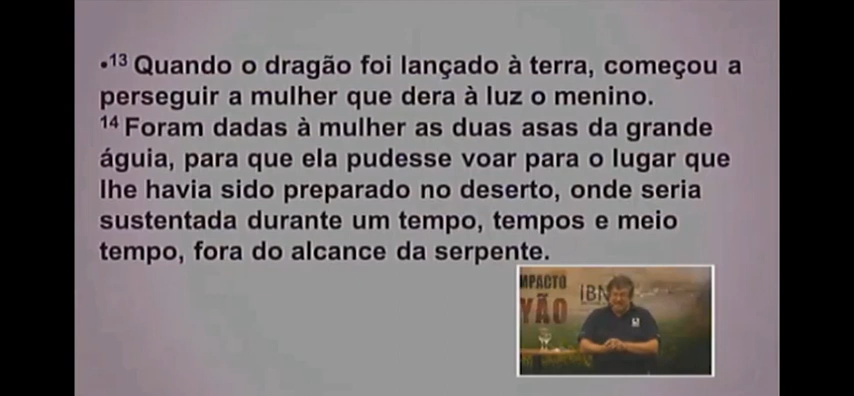 •13 Quando o dragão foi lançado à terra, começou a
perseguir a mulher que dera à luz o menino.
14 Foram dadas à mulher as duas asas da grande
águia, para que ela pudesse voar para o lugar que
lhe havia sido preparado no deserto, onde seria
sustentada durante um tempo, tempos e meio
tempo, fora do alcance da serpente.
MPACTO
YÃO
IBN